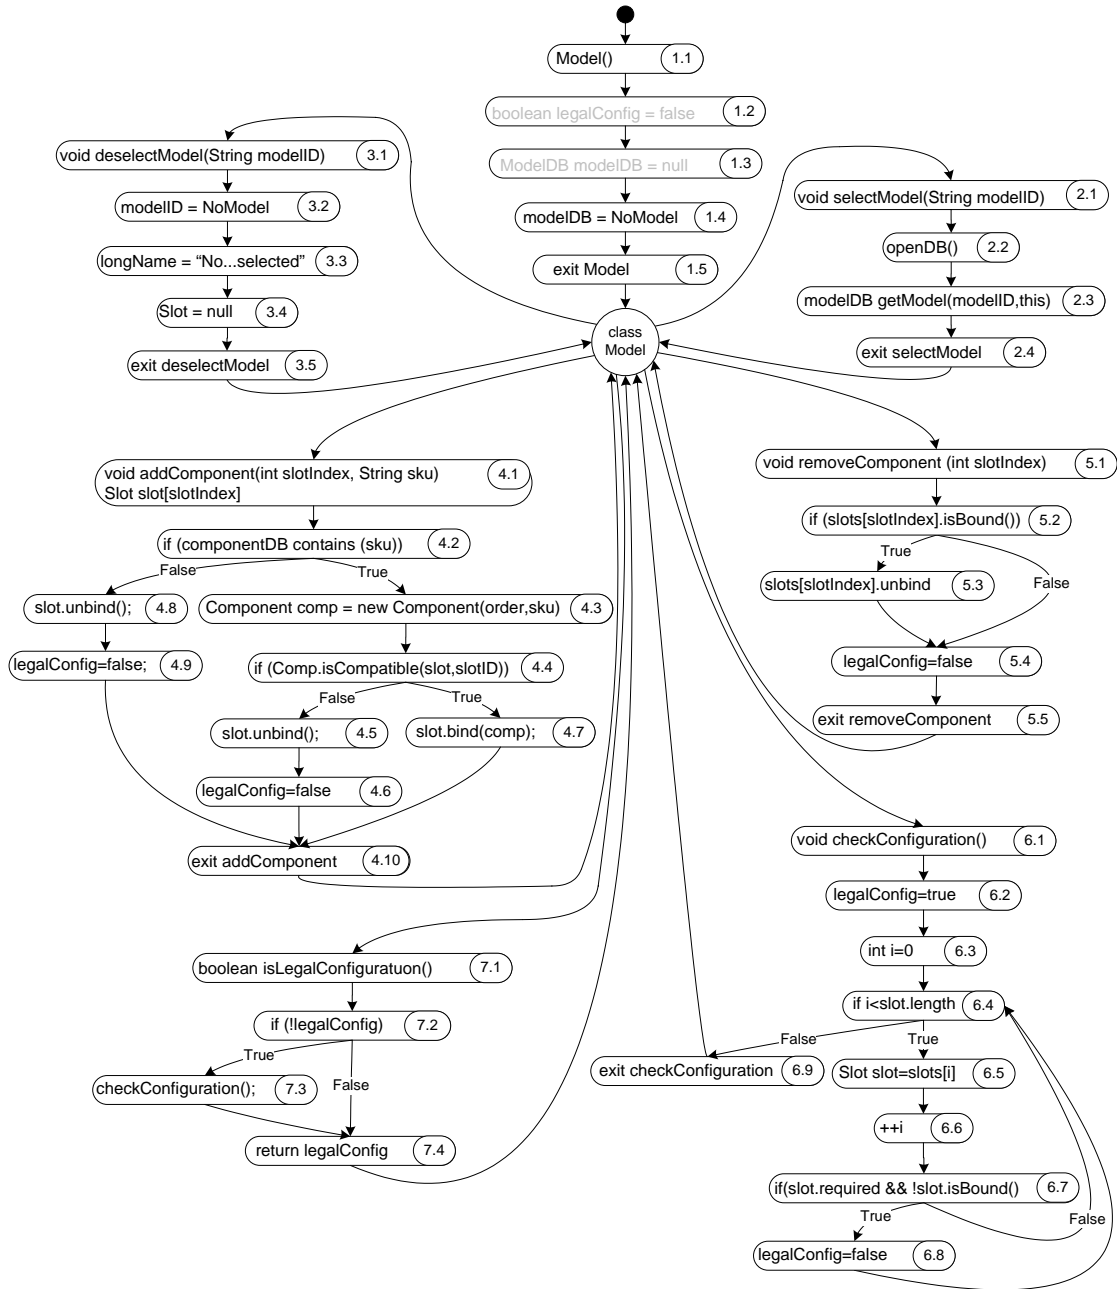 Model() 1.1
boolean legalConfig = false 1.2
ModelDB modelDB = null 1.3
modelDB = NoModel 1.4
exit Model 1.5
class
Model
void selectModel(String modelID) 2.1
openDB() 2.2
modelDB getModel(modelID,this) 2.3
exit selectModel 2.4
void deselectModel(String modelID) 3.1
modelID = NoModel 3.2
longName = “No...selected” 3.3
Slot = null 3.4
exit deselectModel 3.5
void addComponent(int slotIndex, String sku) 4.1
Slot slot[slotIndex]
if (componentDB contains (sku)) 4.2
False
True
slot.unbind(); 4.8
Component comp = new Component(order,sku) 4.3
legalConfig=false; 4.9
if (Comp.isCompatible(slot,slotID)) 4.4
False
True
slot.unbind(); 4.5
slot.bind(comp); 4.7
legalConfig=false 4.6
exit addComponent 4.10
void removeComponent (int slotIndex) 5.1
if (slots[slotIndex].isBound()) 5.2
True
False
slots[slotIndex].unbind 5.3
legalConfig=false 5.4
exit removeComponent 5.5
void checkConfiguration() 6.1
legalConfig=true 6.2
int i=0 6.3
if i<slot.length 6.4
False
True
exit checkConfiguration 6.9
Slot slot=slots[i] 6.5
++i 6.6
if(slot.required && !slot.isBound() 6.7
True
False
legalConfig=false 6.8
boolean isLegalConfiguratuon() 7.1
if (!legalConfig) 7.2
True
False
checkConfiguration(); 7.3
return legalConfig 7.4